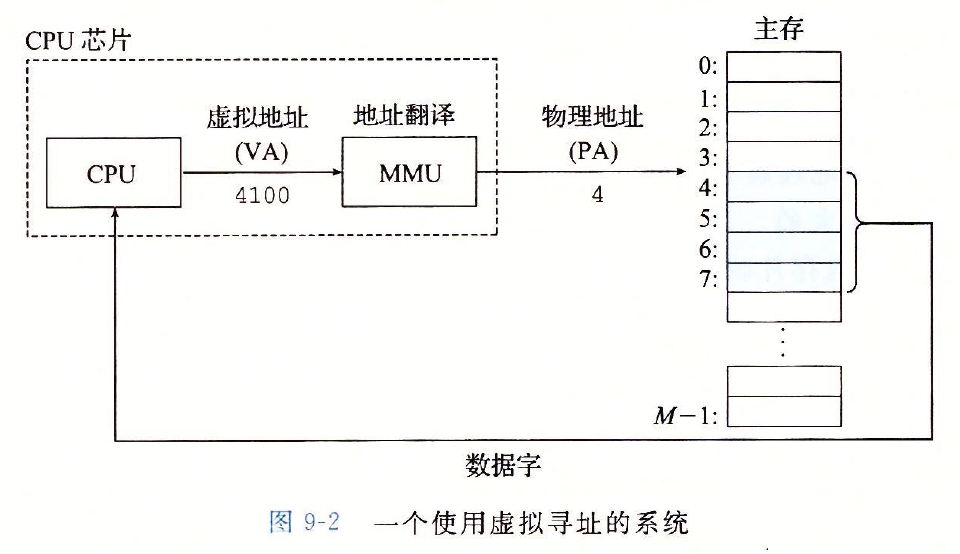 CPU 芯片
主存
虚拟地址
(VA)
地址翻译
物理地址
(PA)
CPU
4100
MMU
4
0:
1:
2:
3:
4:
5:
6:
7:
M-1:
数据字
图 9-2 一个使用虚拟寻址的系统